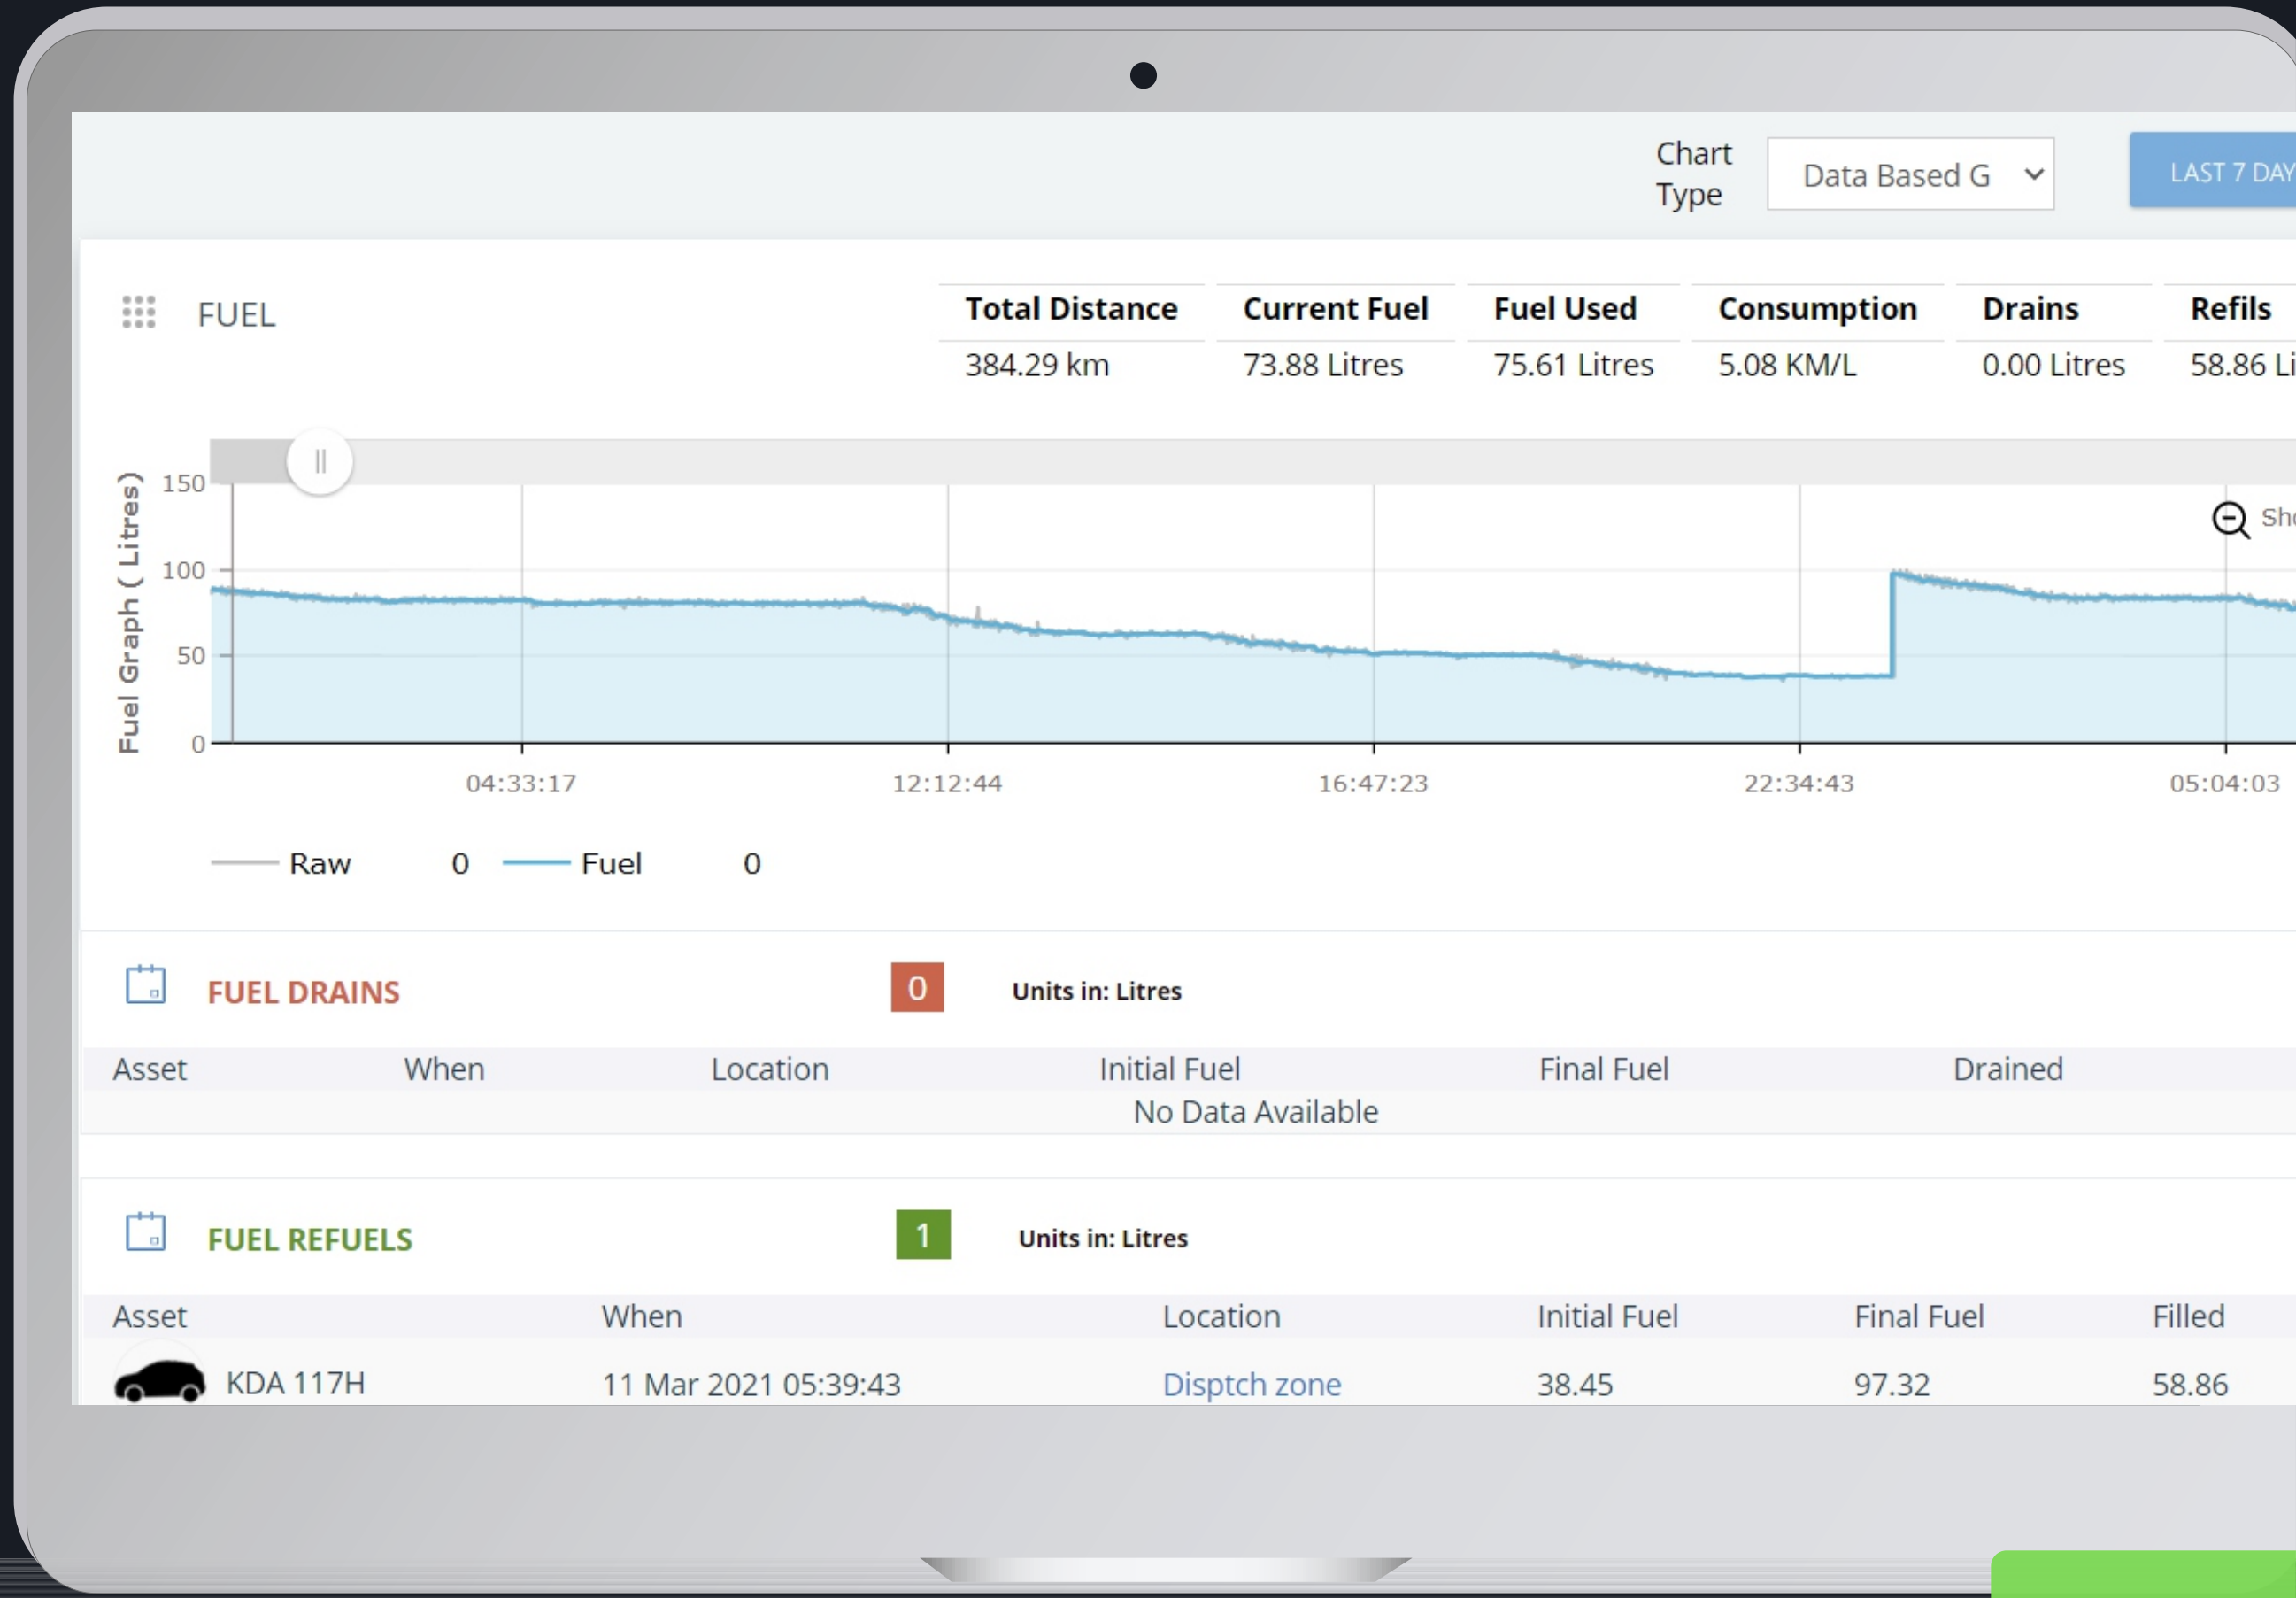 Chart
Type
Data Based G
LAST 7 DAY
FUEL
Total Distance Current Fuel Fuel Used Consumption Drains Refils
384.29 km 73.88 Litres 75.61 Litres 5.08 KM/L 0.00 Litres 58.86 Li
Fuel Graph ( Litres)
150
Sho
100
50
0
04:33:17 12:12:44 16:47:23 22:34:43 05:04:03
Raw 0 Fuel 0
FUEL DRAINS 0 Units in: Litres
Asset When Location Initial Fuel Final Fuel Drained
No Data Available
FUEL REFUELS 1 Units in: Litres
Asset When Location Initial Fuel Final Fuel Filled
KDA 117H 11 Mar 2021 05:39:43 Disptch zone 38.45 97.32 58.86